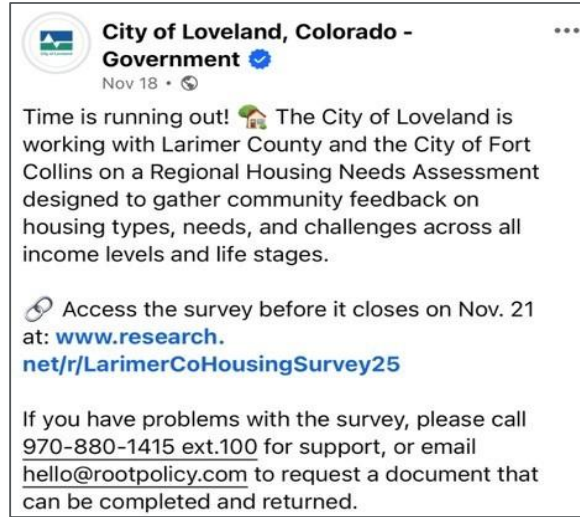 City of Loveland, Colorado -
Government
Nov 18 •
Time is running out! 🏡 The City of Loveland is
working with Larimer County and the City of Fort
Collins on a Regional Housing Needs Assessment
designed to gather community feedback on
housing types, needs, and challenges across all
income levels and life stages.
🔗 Access the survey before it closes on Nov. 21
at: www.research.
net/r/LarimerCoHousingSurvey25
If you have problems with the survey, please call
970-880-1415 ext.100 for support, or email
hello@rootpolicy.com to request a document that
can be completed and returned.